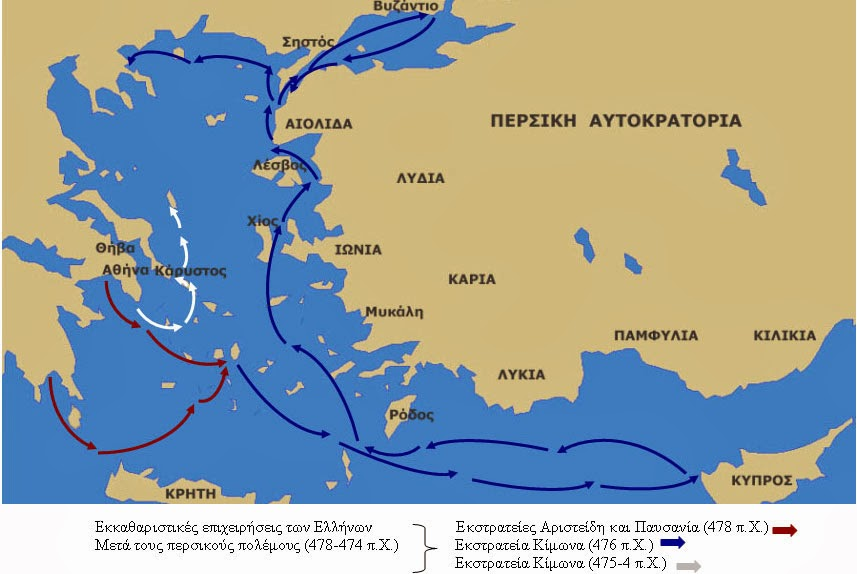 Βυζάντιο
Σηστός
ΑΙΟΛΙΔΑ
ΠΕΡΣΙΚΗ ΑΥΤΟΚΡΑΤΟΡΙΑ
Λέσβος
ΛΥΔΙΑ
Χίος
Θήβα
ΙΩΝΙΑ
Αθήνα Κάρυστος
ΚΑΡΙΑ
Μυκάλη
ΠΑΜΦΥΛΙΑ
ΚΙΛΙΚΙΑ
ΛΥΚΙΑ
Ρόδος
ΚΥΠΡΟΣ
ΚΡΗΤΗ
Εκκαθαριστικές επιχειρήσεις των Ελλήνων
Μετά τους περσικούς πολέμους (478-474 π.Χ.)
Εκστρατείες Αριστείδη και Παυσανία (478 π.Χ.)
Εκστρατεία Κίμωνα (476 π.Χ.)
Εκστρατεία Κίμωνα (475-4 π.Χ.)